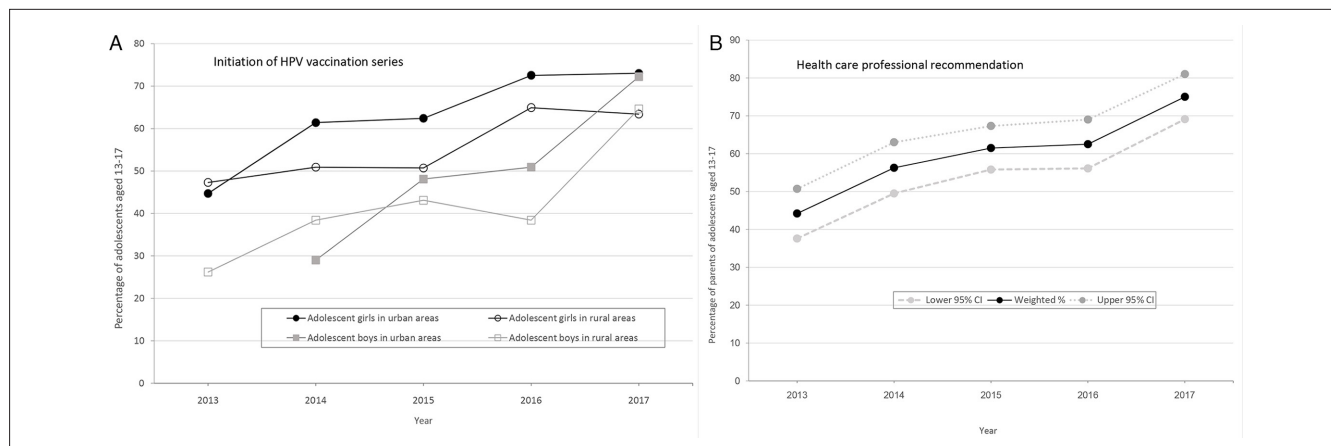 A
Initiation of HPV vaccination series
Percentage of adolescents aged 13-17
80
70
60
50
40
30
20
10
0
Adolescent girls in urban areas
Adolescent girls in rural areas
Adolescent boys in urban areas
Adolescent boys in rural areas
2013
2014
2015
2016
2017
Year
B
Health care professional recommendation
Percentage of parents of adolescents aged 13-17
90
80
70
60
50
40
30
20
10
0
Lower 95% CI
Weighted %
Upper 95% CI
2013
2014
2015
2016
2017
Year